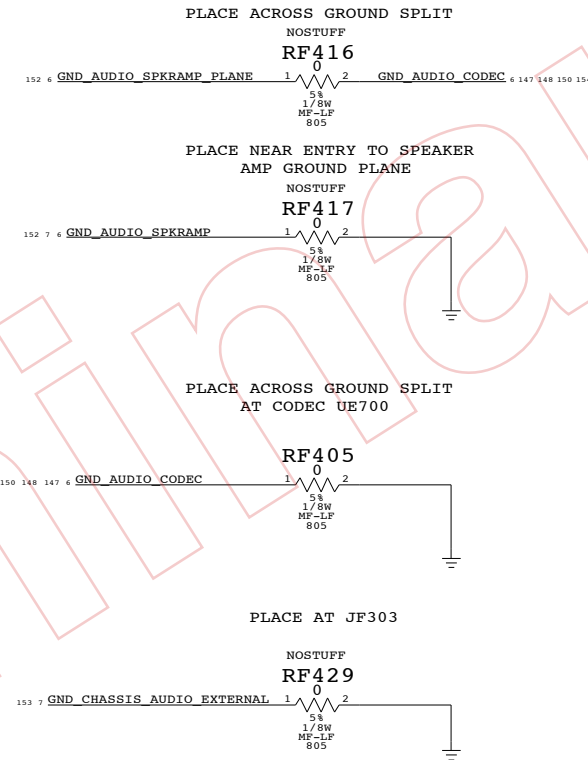 PLACE ACROSS GROUND SPLIT
NOSTUFF
RF416
0
152 6 GND_AUDIO_SPKRAMP_PLANE 1 2 GND_AUDIO_CODEC 6 147 148 150 154
5%
1/8W
MF-LF
805
PLACE NEAR ENTRY TO SPEAKER
AMP GROUND PLANE
NOSTUFF
RF417
0
152 7 6 GND_AUDIO_SPKRAMP 1 2
5%
1/8W
MF-LF
805
PLACE ACROSS GROUND SPLIT
AT CODEC UE700
RF405
0
150 148 147 6 GND_AUDIO_CODEC 1 2
5%
1/8W
MF-LF
805
PLACE AT JF303
NOSTUFF
RF429
0
153 7 GND_CHASSIS_AUDIO_EXTERNAL 1 2
5%
1/8W
MF-LF
805